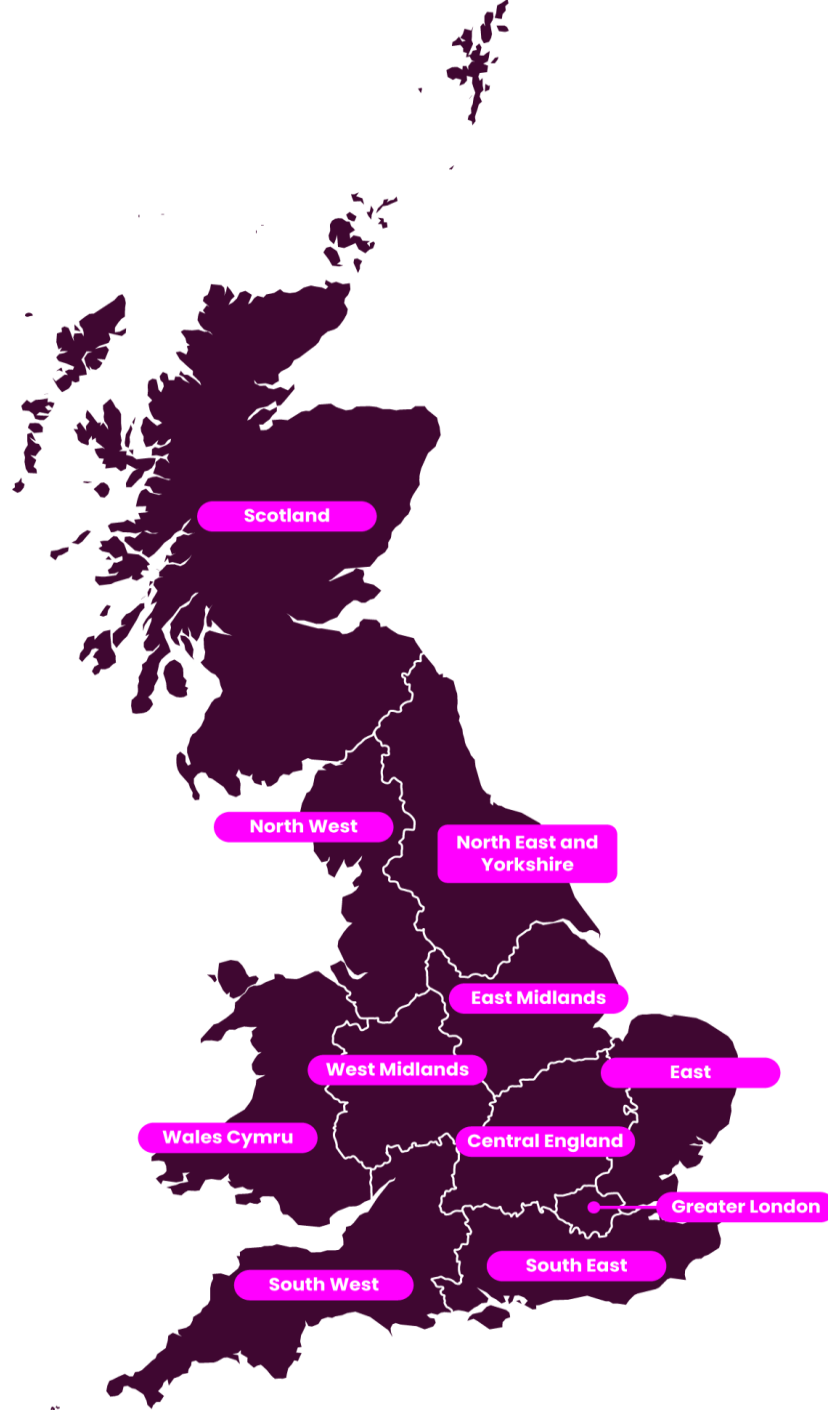 Scotland
North West
North East and
Yorkshire
East Midlands
West Midlands
East
Wales Cymru
Central England
Greater London
South East
South West